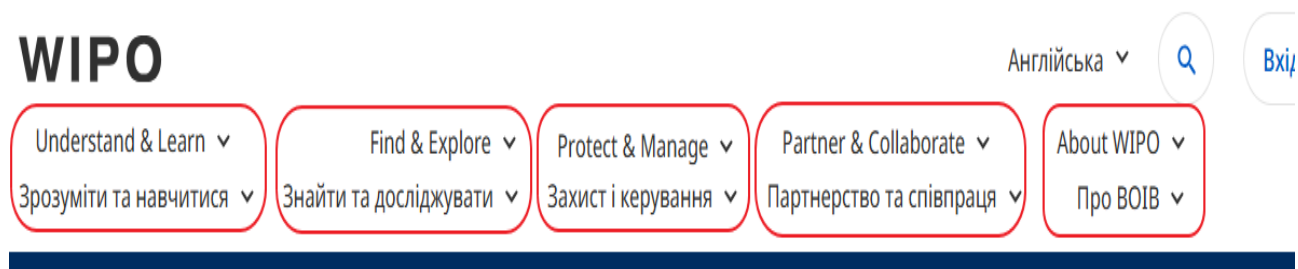 WIPO
Англійська
Вхід
Understand & Learn
Find & Explore
Protect & Manage
Partner & Collaborate
About WIPO
Зрозуміти та навчитися
Знайти та досліджувати
Захист і керування
Партнерство та співпраця
Про ВОІВ